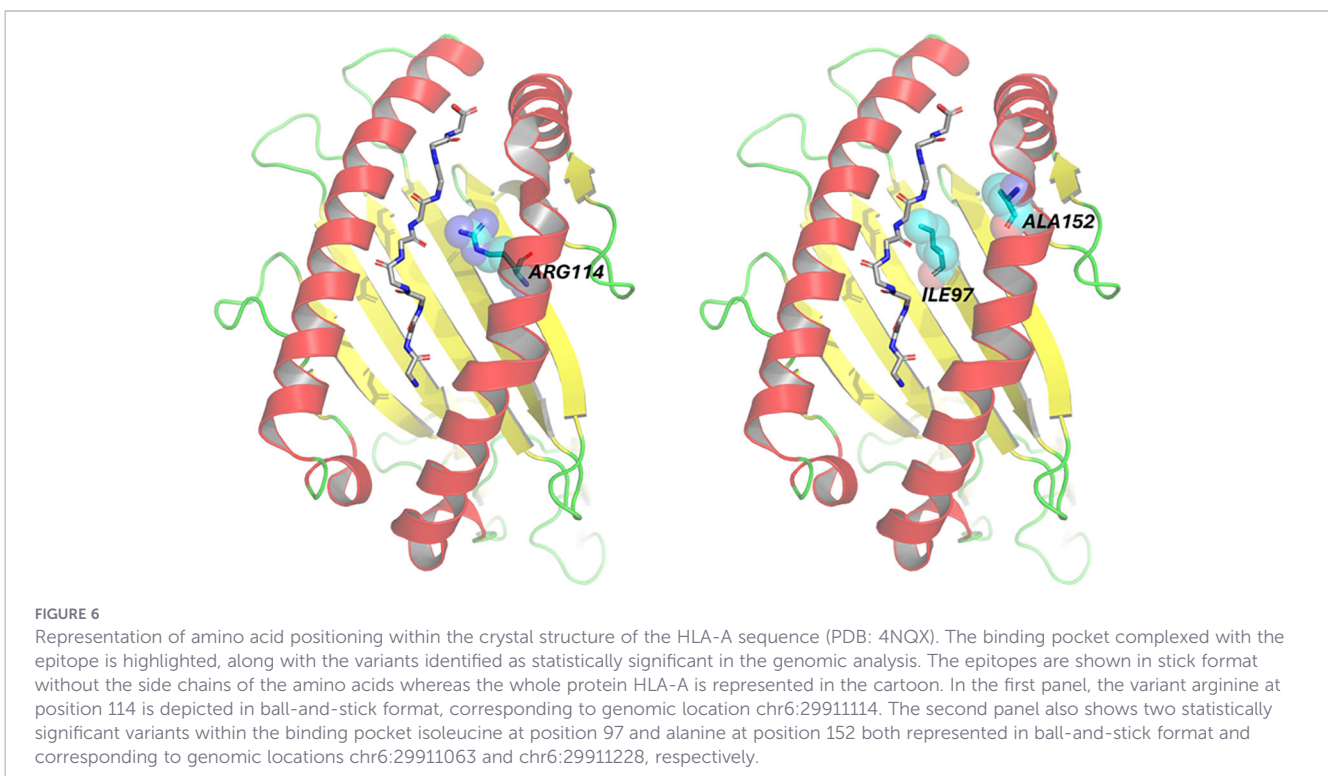 ARG114
ALA152
ILE97
FIGURE 6
Representation of amino acid positioning within the crystal structure of the HLA-A sequence (PDB: 4NQX). The binding pocket complexed with the
epitope is highlighted, along with the variants identified as statistically significant in the genomic analysis. The epitopes are shown in stick format
without the side chains of the amino acids whereas the whole protein HLA-A is represented in the cartoon. In the first panel, the variant arginine at
position 114 is depicted in ball-and-stick format, corresponding to genomic location chr6:29911114. The second panel also shows two statistically
significant variants within the binding pocket isoleucine at position 97 and alanine at position 152 both represented in ball-and-stick format and
corresponding to genomic locations chr6:29911063 and chr6:29911228, respectively.